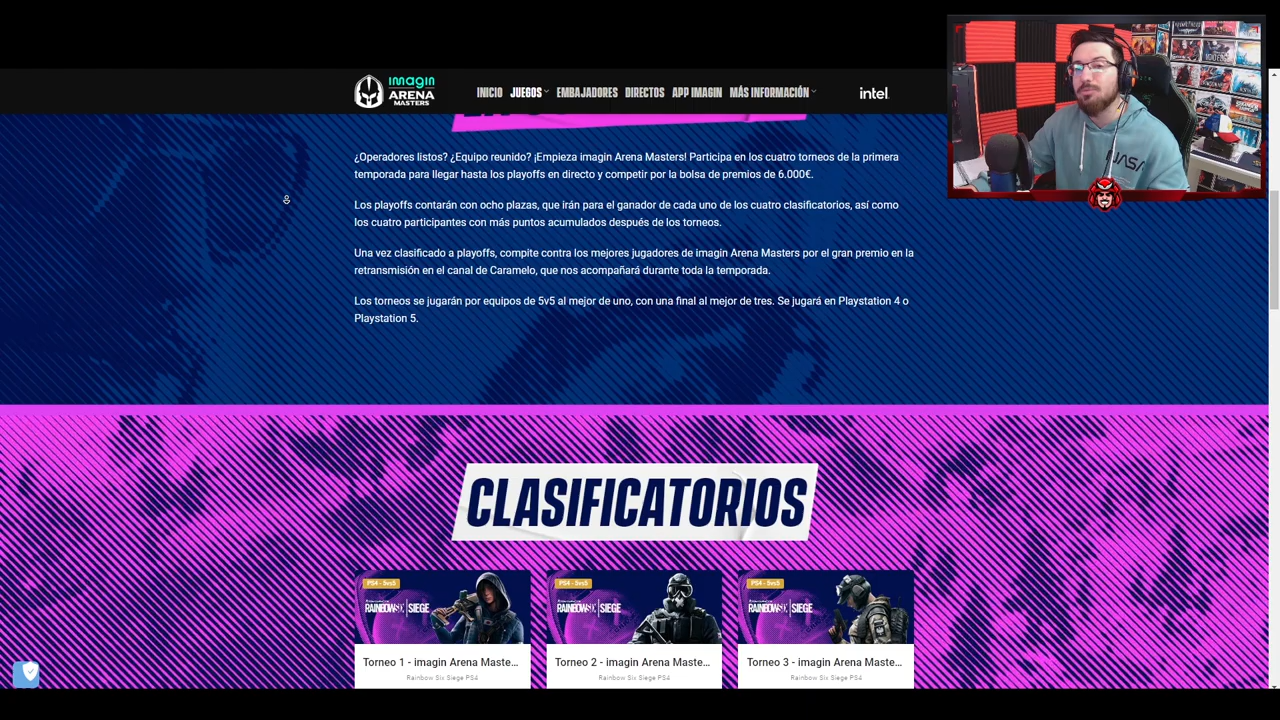 imagin
ARENA
MASTERS
INICIO JUEGOS EMBAJADORES DIRECTOS APP IMAGIN MÁS INFORMACIÓN
intel.
¿Operadores listos? ¿Equipo reunido? ¡Empieza imagin Arena Masters! Participa en los cuatro torneos de la primera
temporada para llegar hasta los playoffs en directo y competir por la bolsa de premios de 6.000€.
Los playoffs contarán con ocho plazas, que irán para el ganador de cada uno de los cuatro clasificatorios, así como
los cuatro participantes con más puntos acumulados después de los torneos.
Una vez clasificado a playoffs, compite contra los mejores jugadores de imagin Arena Masters por el gran premio en la
retransmisión en el canal de Caramelo, que nos acompañará durante toda la temporada.
Los torneos se jugarán por equipos de 5v5 al mejor de uno, con una final al mejor de tres. Se jugará en Playstation 4 o
Playstation 5.
CLASIFICATORIOS
PS4 - 5vs5 PS4 - 5vs5 PS4 - 5vs5
RAINBOW SIX | SIEGE RAINBOW SIX | SIEGE RAINBOW SIX | SIEGE
Torneo 1 - imagin Arena Maste... Torneo 2 - imagin Arena Maste... Torneo 3 - imagin Arena Maste...
Rainbow Six Siege PS4 Rainbow Six Siege PS4 Rainbow Six Siege PS4
NASA